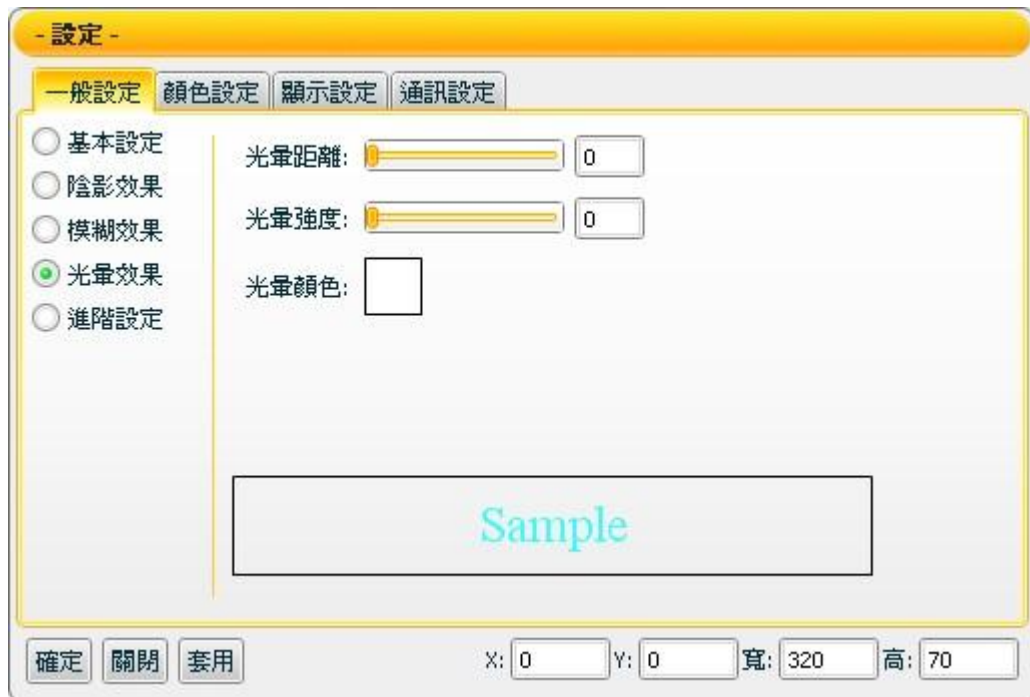 - 設定 -
一般設定 顏色設定 顯示設定 通訊設定
基本設定
陰影效果
模糊效果
光暈效果
進階設定
光暈距離: 0
光暈強度: 0
光暈顏色:
Sample
確定 關閉 套用 X: 0 Y: 0 寬: 320 高: 70